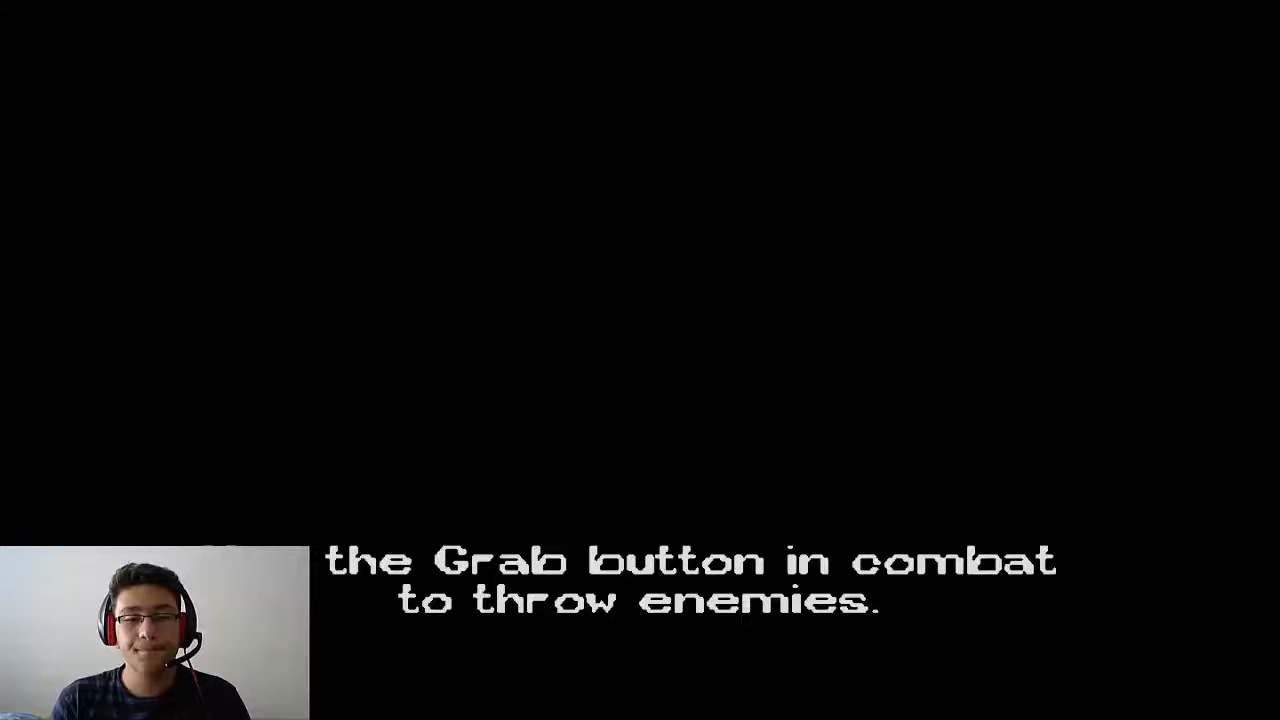 the Grab button in combat
to throw enemies.